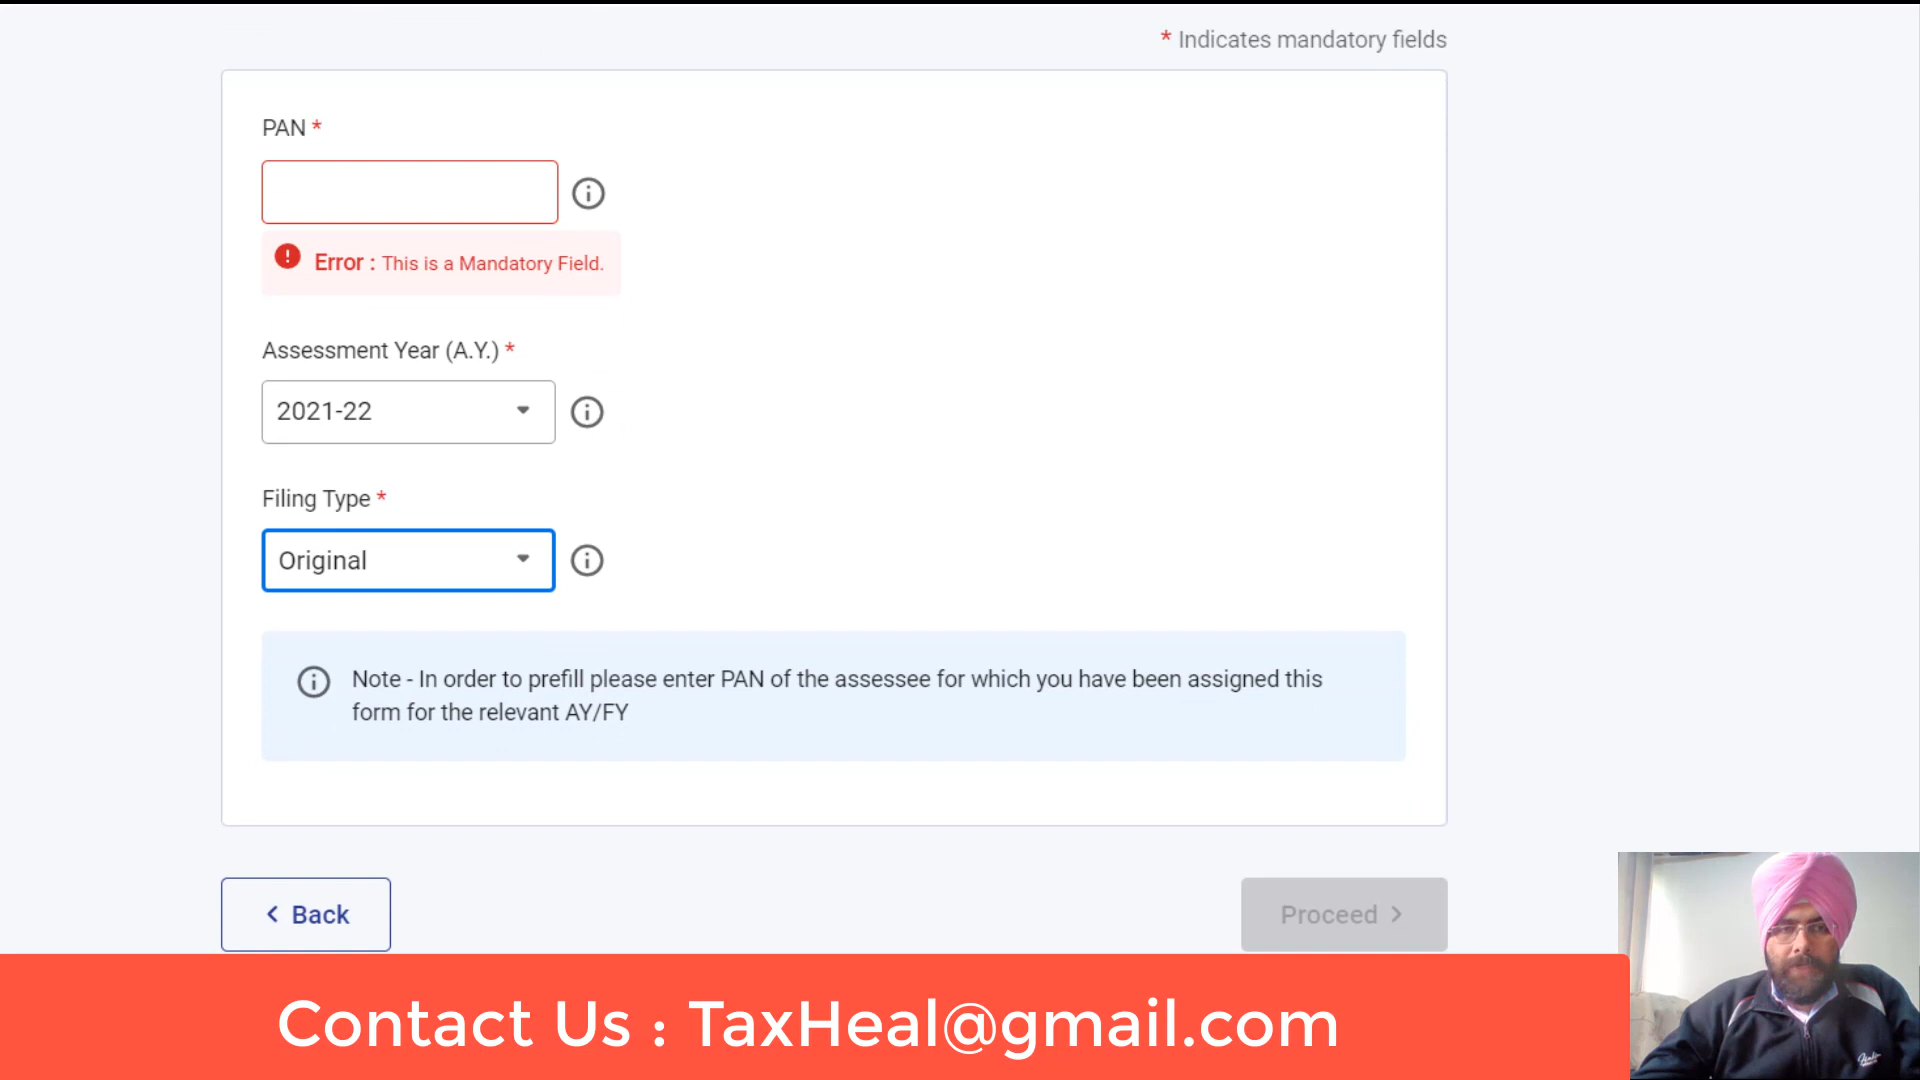 * Indicates mandatory fields
PAN *
Error : This is a Mandatory Field.
Assessment Year (A.Y.) *
2021-22
Filing Type *
Original
Note - In order to prefill please enter PAN of the assessee for which you have been assigned this
form for the relevant AY/FY
Back
Proceed
Contact Us : TaxHeal@gmail.com